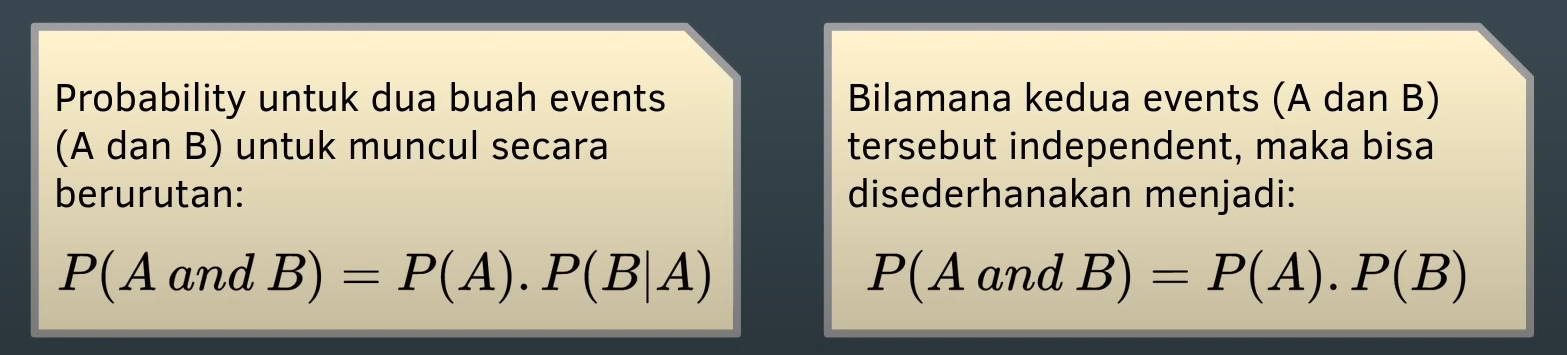 Probability untuk dua buah events
(A dan B) untuk muncul secara
berurutan:
P(A and B) = P(A). P(B|A)
Bilamana kedua events (A dan B)
tersebut independent, maka bisa
disederhanakan menjadi:
P(A and B) = P(A). P(B)